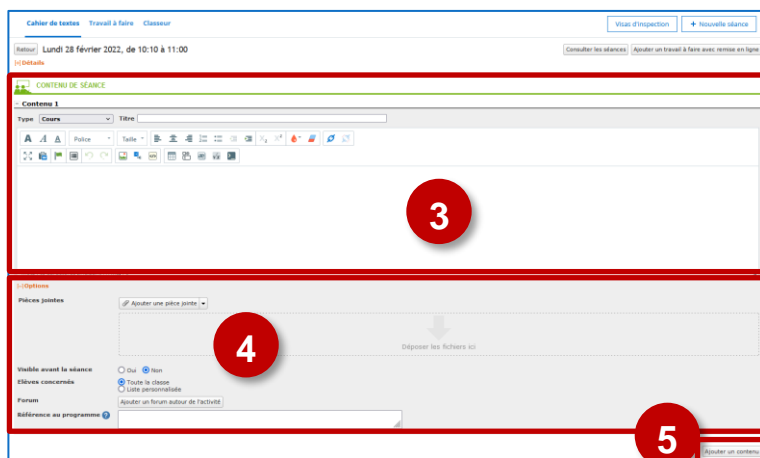 Cahier de textes Travail à faire Classeur Visas d'inspection + Nouvelle séance
Retour Lundi 28 février 2022, de 10:10 à 11:00 Consulter les séances Ajouter un travail à faire avec remise en ligne
[+]Détails
CONTENU DE SÉANCE
- Contenu 1
Type Cours Titre
A A A Police Taille
3
[-]Options
Pièces jointes Ajouter une pièce jointe
Déposer les fichiers ici
4
Visible avant la séance Oui Non
Elèves concernés Toute la classe
Liste personnalisée
Forum Ajouter un forum autour de l'activité
Référence au programme ?
5
Ajouter un contenu